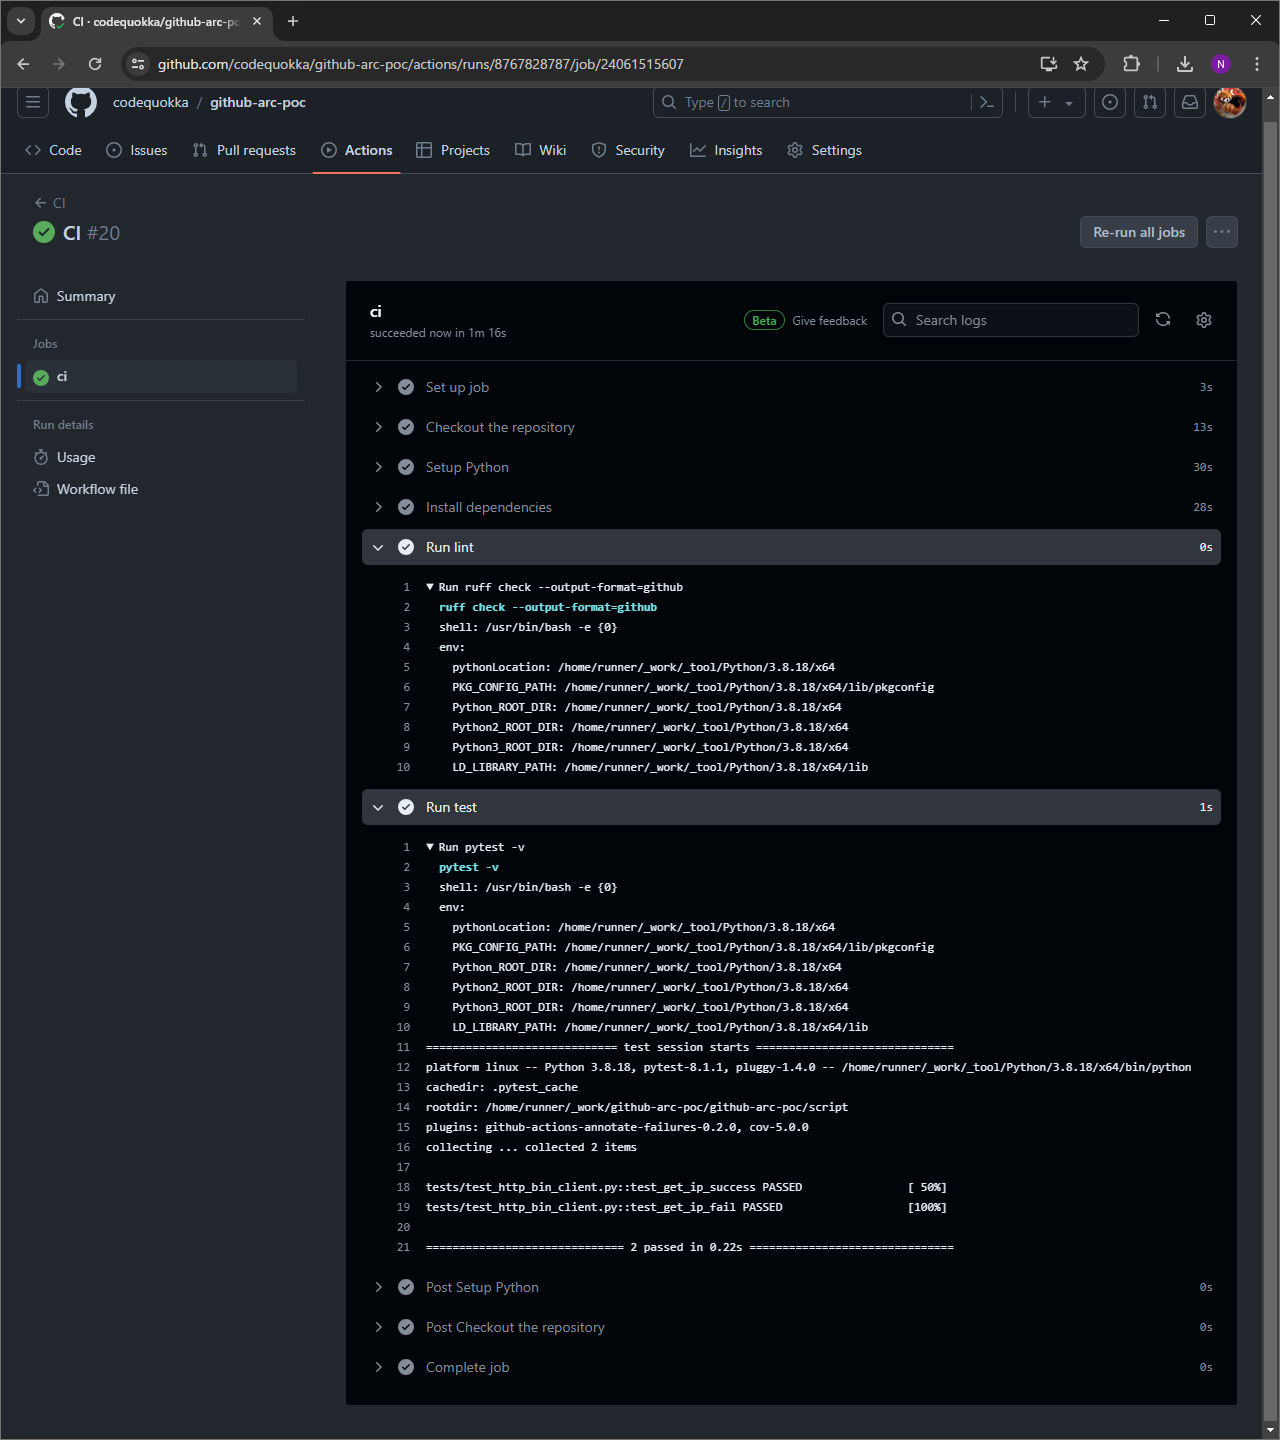 CI · codequokka/github-arc-po
github.com/codequokka/github-arc-poc/actions/runs/8767828787/job/24061515607
N
codequokka / github-arc-poc
Type / to search
Code
Issues
Pull requests
Actions
Projects
Wiki
Security
Insights
Settings
CI
CI #20
Re-run all jobs
Summary
Jobs
ci
Run details
Usage
Workflow file
ci
succeeded now in 1m 16s
Beta
Give feedback
Search logs
Set up job 3s
Checkout the repository 13s
Setup Python 30s
Install dependencies 28s
Run lint 0s
1 ▼ Run ruff check --output-format=github
2 ruff check --output-format=github
3 shell: /usr/bin/bash -e {0}
4 env:
5 pythonLocation: /home/runner/_work/_tool/Python/3.8.18/x64
6 PKG_CONFIG_PATH: /home/runner/_work/_tool/Python/3.8.18/x64/lib/pkgconfig
7 Python_ROOT_DIR: /home/runner/_work/_tool/Python/3.8.18/x64
8 Python2_ROOT_DIR: /home/runner/_work/_tool/Python/3.8.18/x64
9 Python3_ROOT_DIR: /home/runner/_work/_tool/Python/3.8.18/x64
10 LD_LIBRARY_PATH: /home/runner/_work/_tool/Python/3.8.18/x64/lib
Run test 1s
1 ▼ Run pytest -v
2 pytest -v
3 shell: /usr/bin/bash -e {0}
4 env:
5 pythonLocation: /home/runner/_work/_tool/Python/3.8.18/x64
6 PKG_CONFIG_PATH: /home/runner/_work/_tool/Python/3.8.18/x64/lib/pkgconfig
7 Python_ROOT_DIR: /home/runner/_work/_tool/Python/3.8.18/x64
8 Python2_ROOT_DIR: /home/runner/_work/_tool/Python/3.8.18/x64
9 Python3_ROOT_DIR: /home/runner/_work/_tool/Python/3.8.18/x64
10 LD_LIBRARY_PATH: /home/runner/_work/_tool/Python/3.8.18/x64/lib
11 ============================= test session starts ==============================
12 platform linux -- Python 3.8.18, pytest-8.1.1, pluggy-1.4.0 -- /home/runner/_work/_tool/Python/3.8.18/x64/bin/python
13 cachedir: .pytest_cache
14 rootdir: /home/runner/_work/github-arc-poc/github-arc-poc/script
15 plugins: github-actions-annotate-failures-0.2.0, cov-5.0.0
16 collecting ... collected 2 items
17
18 tests/test_http_bin_client.py::test_get_ip_success PASSED [ 50%]
19 tests/test_http_bin_client.py::test_get_ip_fail PASSED [100%]
20
21 ============================== 2 passed in 0.22s ===============================
Post Setup Python 0s
Post Checkout the repository 0s
Complete job 0s